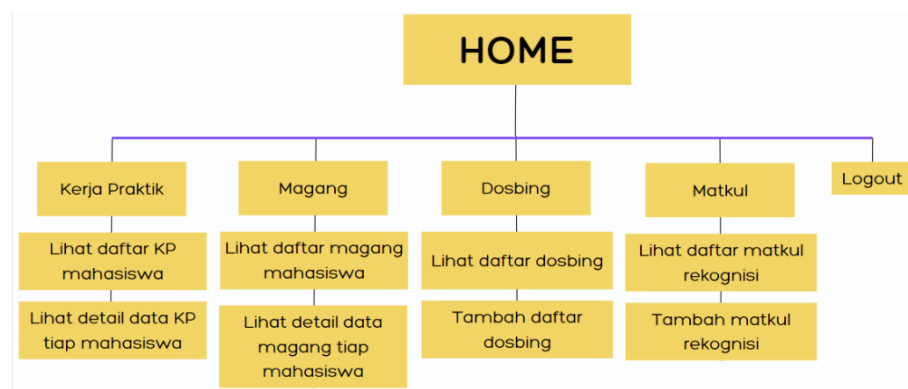 HOME
Kerja Praktik
Magang
Dosbing
Matkul
Logout
Lihat daftar KP
mahasiswa
Lihat daftar magang
mahasiswa
Lihat daftar dosbing
Lihat daftar matkul
rekognisi
Lihat detail data KP
tiap mahasiswa
Lihat detail data
magang tiap
mahasiswa
Tambah daftar
dosbing
Tambah matkul
rekognisi